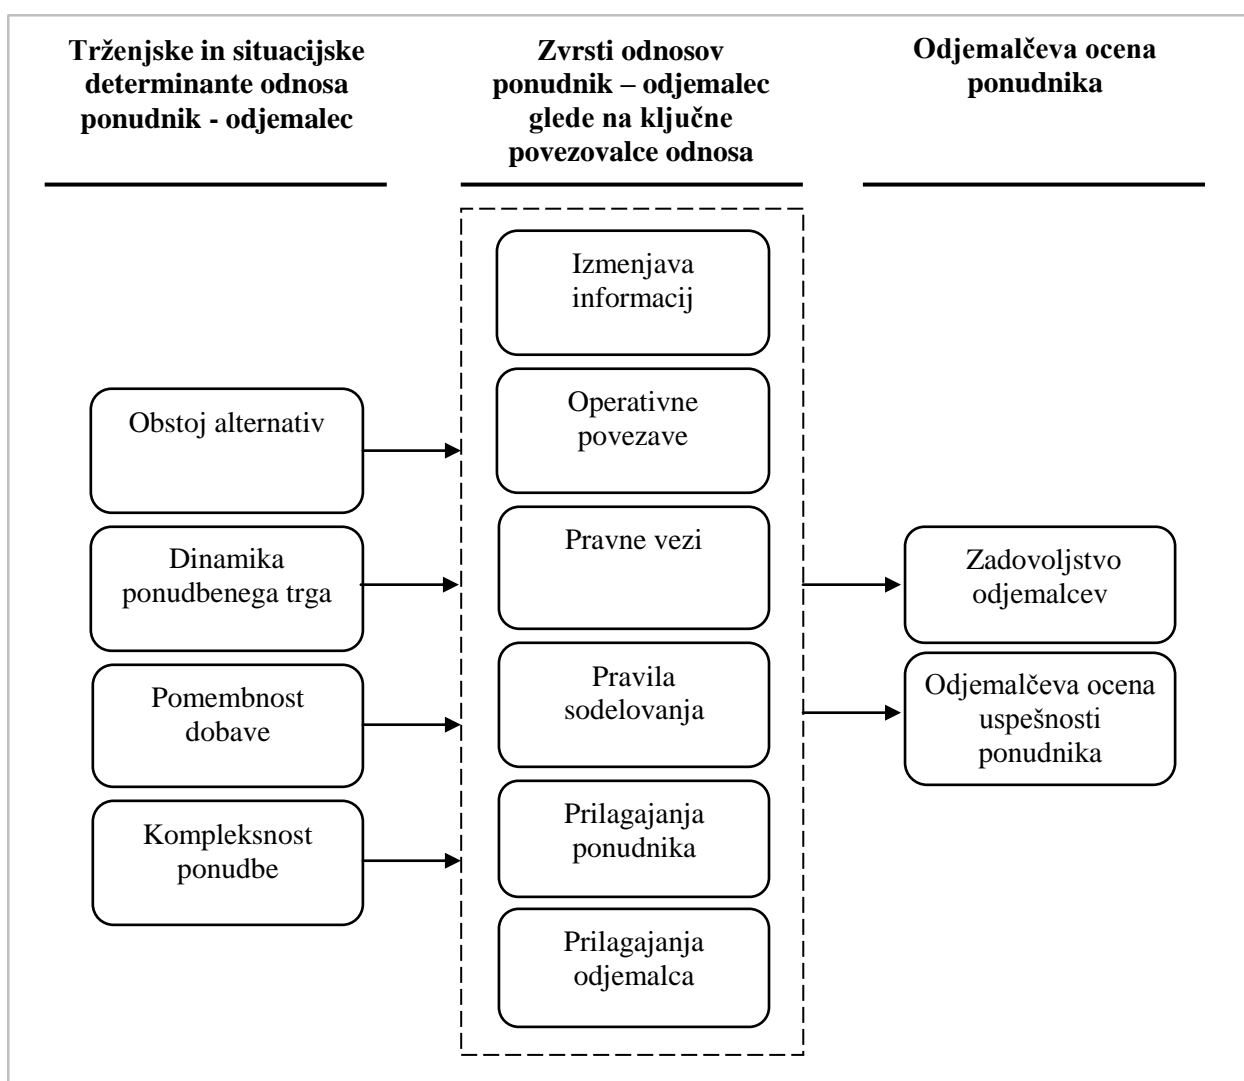 Trženjske in situacijske
determinante odnosa
ponudnik - odjemalec
Zvrsti odnosov
ponudnik – odjemalec
glede na ključne
povezovalce odnosa
Odjemalčeva ocena
ponudnika
Obstoj alternativ
Dinamika
ponudbenega trga
Pomembnost
dobave
Kompleksnost
ponudbe
Izmenjava
informacij
Operativne
povezave
Pravne vezi
Pravila
sodelovanja
Prilagajanja
ponudnika
Prilagajanja
odjemalca
Zadovoljstvo
odjemalcev
Odjemalčeva ocena
uspešnosti
ponudnika